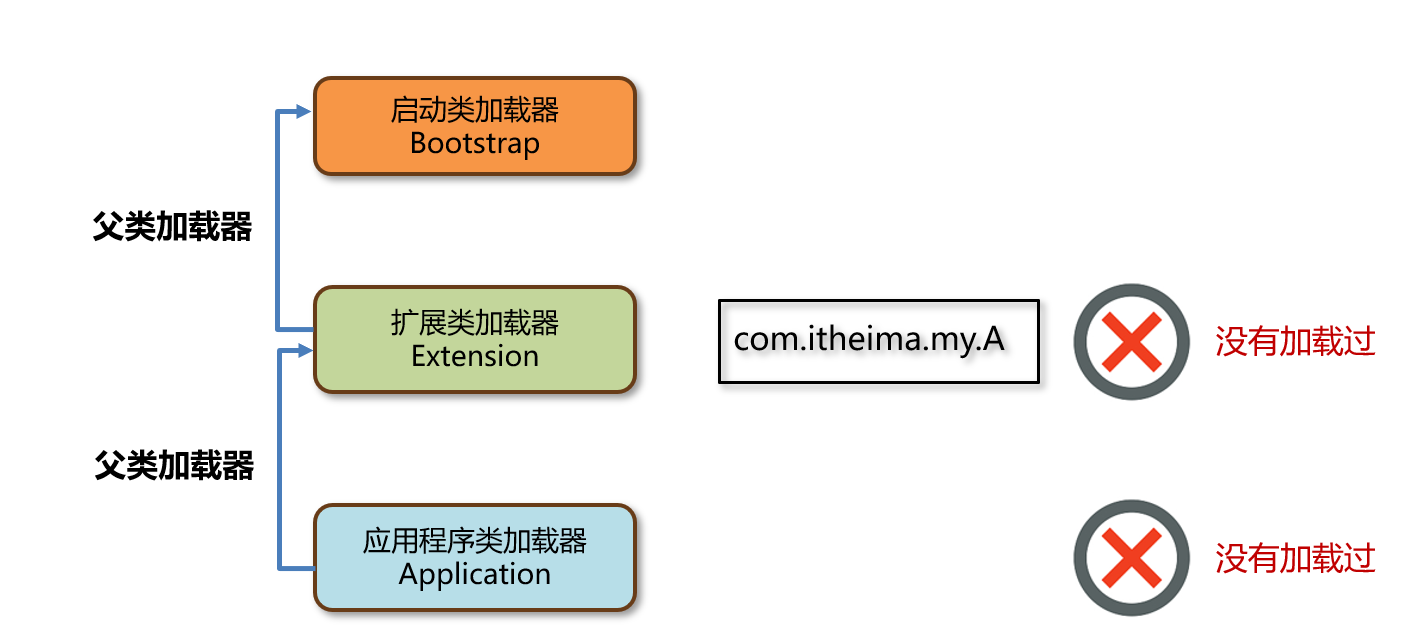 启动类加载器
Bootstrap
父类加载器
扩展类加载器
Extension
com.itheima.my.A
没有加载过
父类加载器
应用程序类加载器
Application
没有加载过